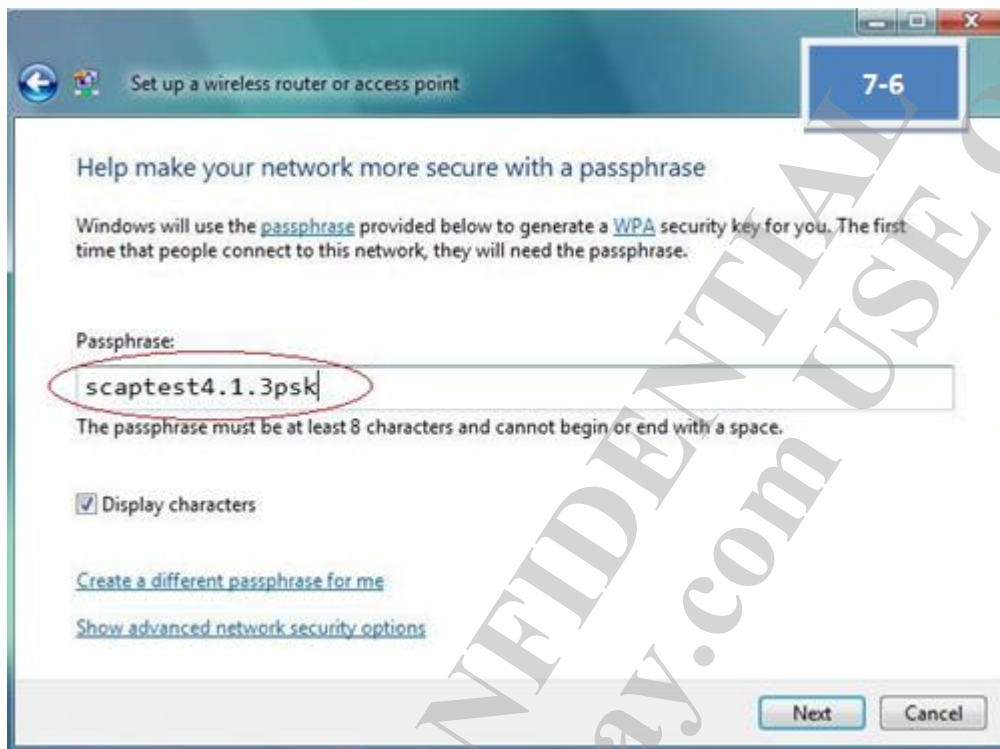 7-6
Set up a wireless router or access point
Help make your network more secure with a passphrase
Windows will use the passphrase provided below to generate a WPA security key for you. The first
time that people connect to this network, they will need the passphrase.
Passphrase:
scaptest4.1.3psk
The passphrase must be at least 8 characters and cannot begin or end with a space.
Display characters
Create a different passphrase for me
Show advanced network security options
Next
Cancel